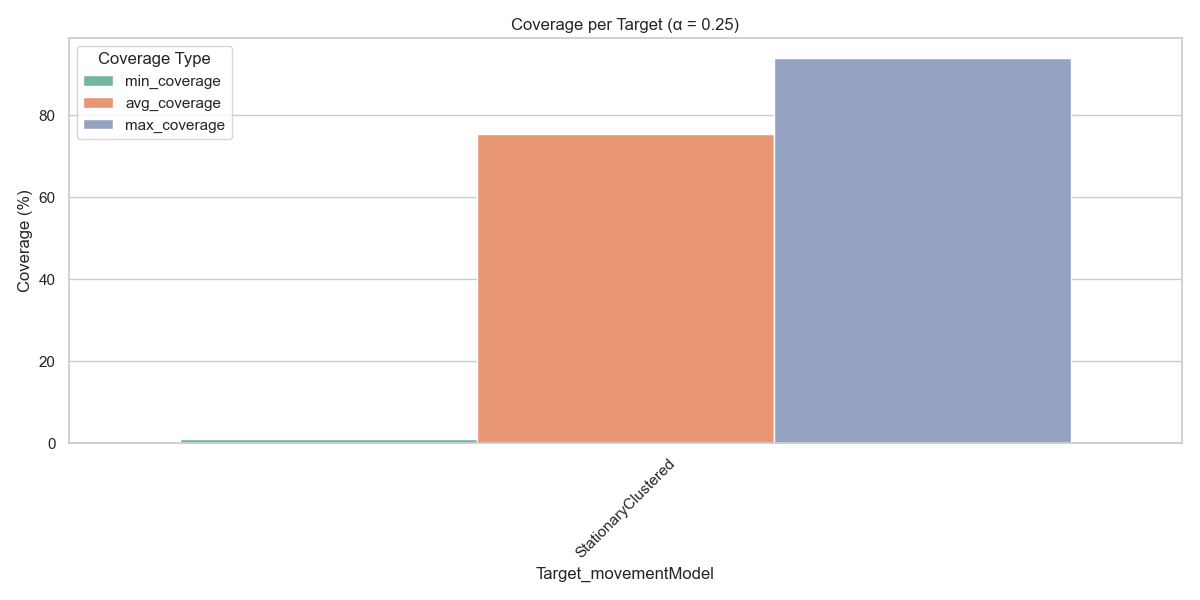 Coverage per Target (α = 0.25)
Coverage Type
min_coverage
avg_coverage
max_coverage
Coverage (%)
80
60
40
20
0
StationaryClustered
Target_movementModel